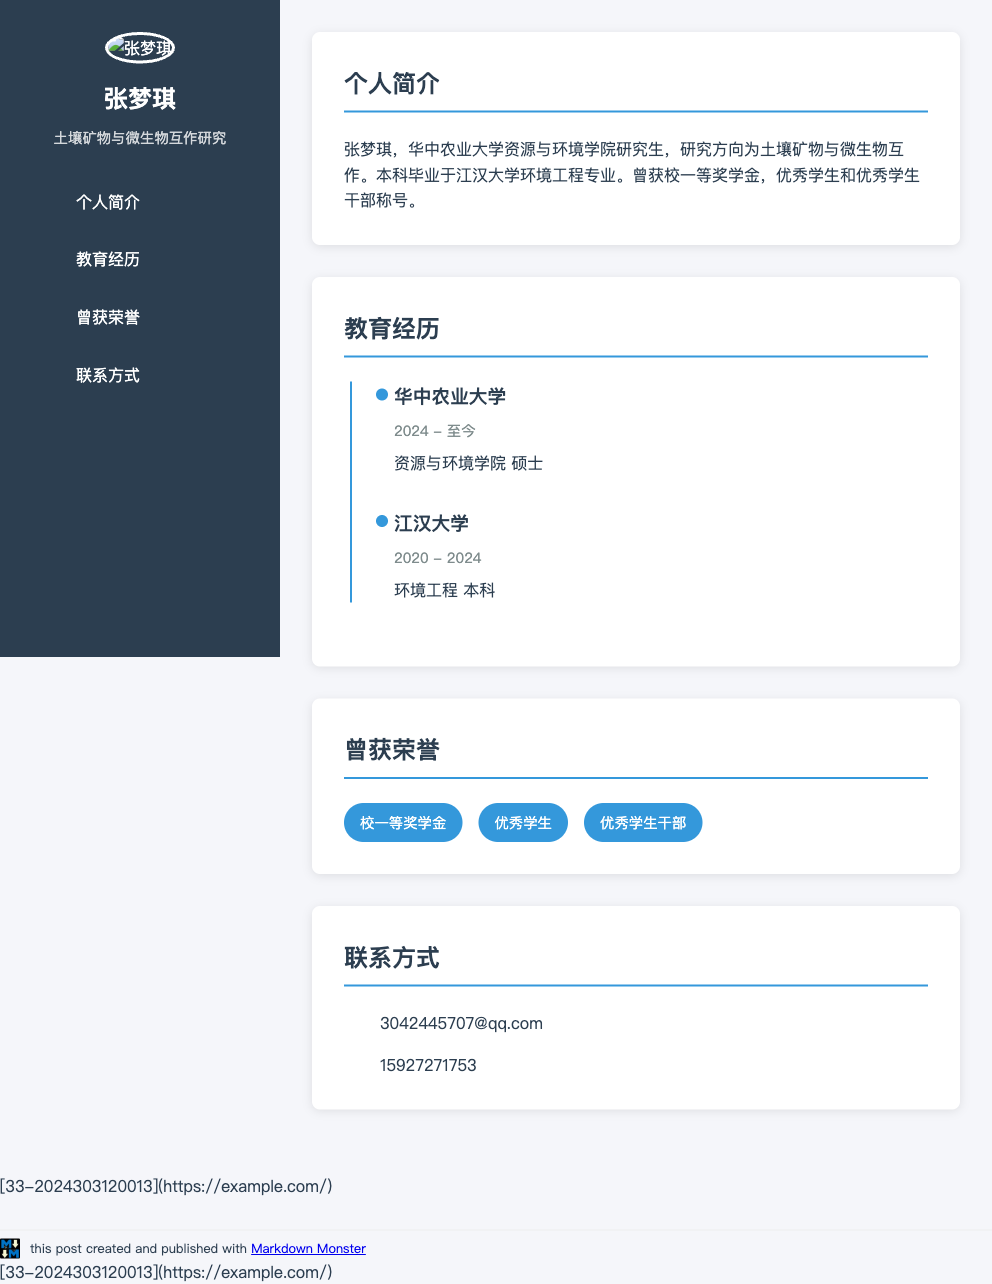 张梦琪
张梦琪
土壤矿物与微生物互作研究
个人简介
教育经历
曾获荣誉
联系方式
个人简介
张梦琪，华中农业大学资源与环境学院研究生，研究方向为土壤矿物与微生物互
作。本科毕业于江汉大学环境工程专业。曾获校一等奖学金，优秀学生和优秀学生
干部称号。
教育经历
华中农业大学
2024 - 至今
资源与环境学院 硕士
江汉大学
2020 - 2024
环境工程 本科
曾获荣誉
校一等奖学金 优秀学生 优秀学生干部
联系方式
3042445707@qq.com
15927271753
[33-2024303120013](https://example.com/)
this post created and published with Markdown Monster
[33-2024303120013](https://example.com/)